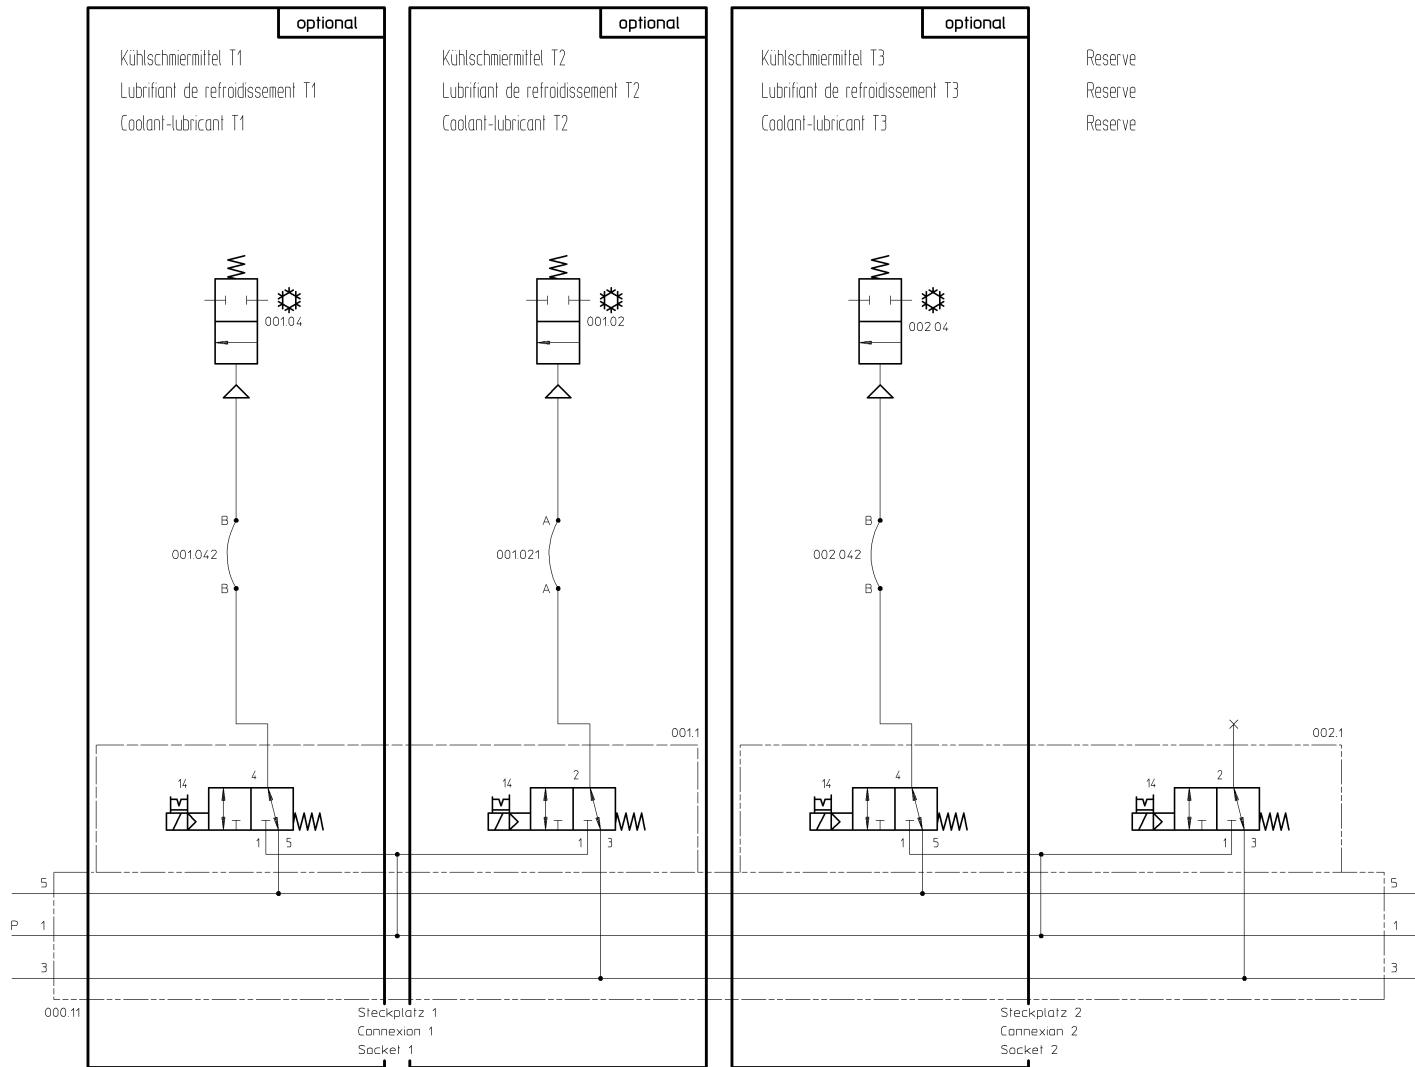 optional
optional
optional
Kühlschmiermittel T1
Lubrifiant de refroidissement T1
Coolant-lubricant T1
Kühlschmiermittel T2
Lubrifiant de refroidissement T2
Coolant-lubricant T2
Kühlschmiermittel T3
Lubrifiant de refroidissement T3
Coolant-lubricant T3
Reserve
Reserve
Reserve
001.04
001.02
002.04
B
001.042
B
A
001.021
A
B
002.042
B
001.1
002.1
14
4
1
5
14
2
1
3
14
4
1
5
14
2
1
3
5
5
P 1
1
3
3
000.11
Steckplatz 1
Connexion 1
Socket 1
Steckplatz 2
Connexion 2
Socket 2